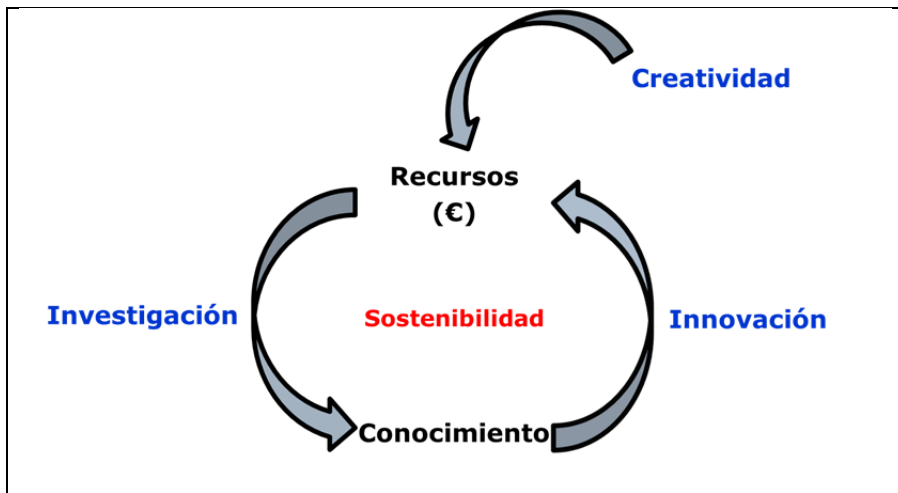 Creatividad
Recursos
(€)
Investigación
Sostenibilidad
Innovación
Conocimiento